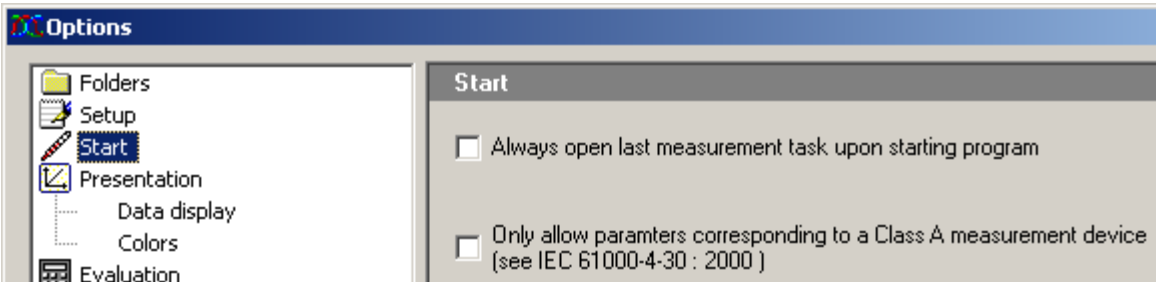 Options
Folders
Setup
Start
Presentation
Data display
Colors
Evaluation
Start
Always open last measurement task upon starting program
Only allow paramters corresponding to a Class A measurement device
(see IEC 61000-4-30 : 2000 )